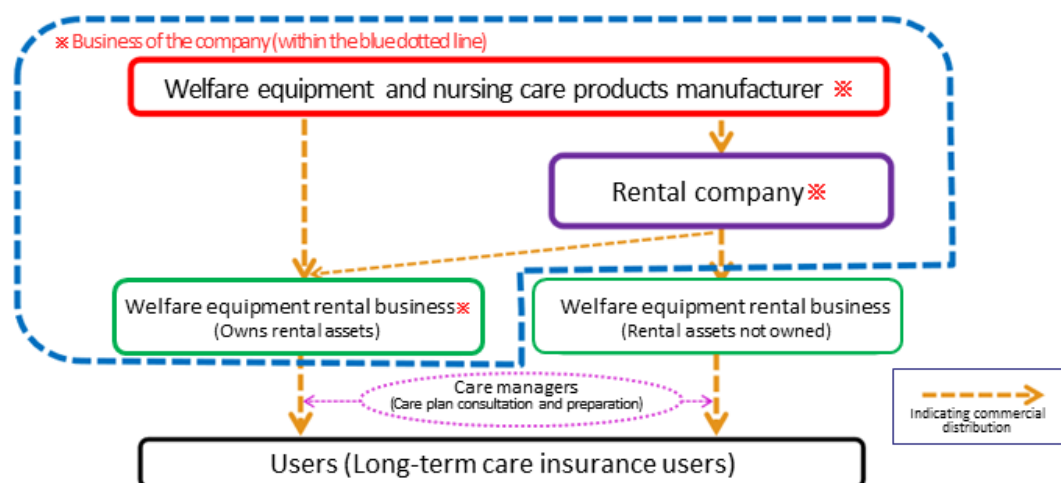 ※ Business of the company (within the blue dotted line)
Welfare equipment and nursing care products manufacturer ※
Rental company※
Welfare equipment rental business※
(Owns rental assets)
Welfare equipment rental business
(Rental assets not owned)
Care managers
(Care plan consultation and preparation)
Indicating commercial
distribution
Users (Long-term care insurance users)